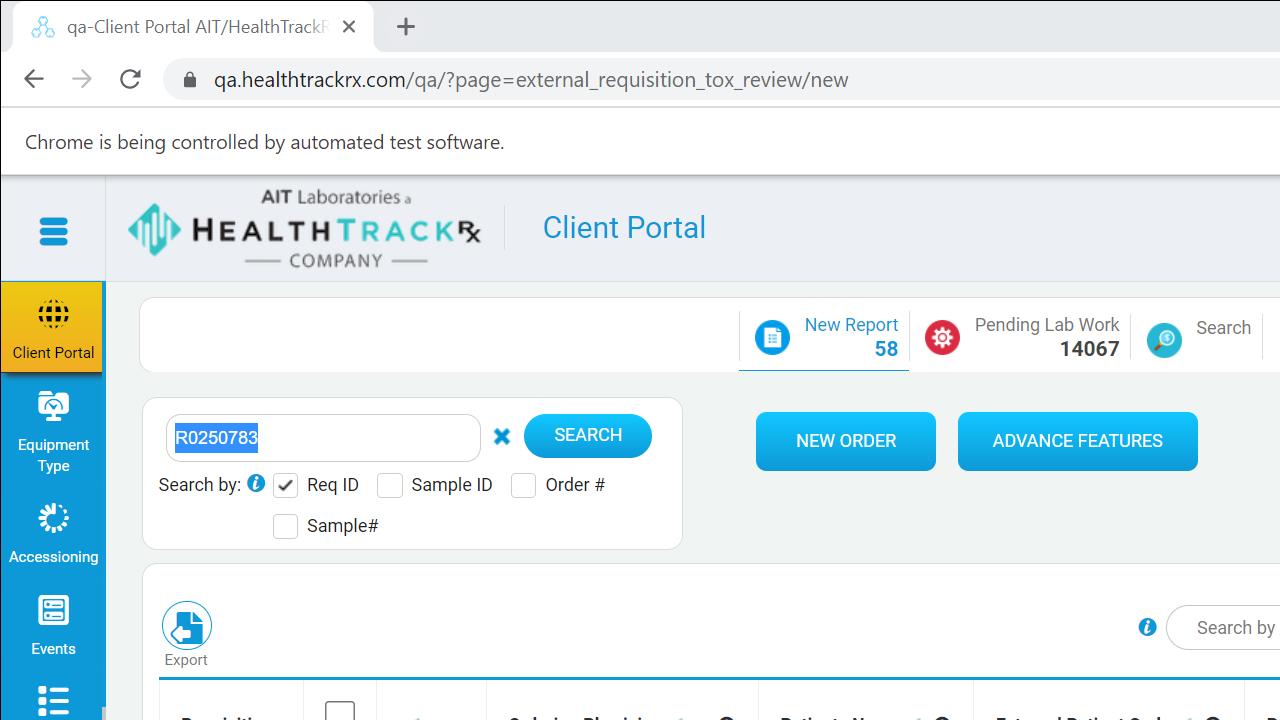 qa-Client Portal AIT/HealthTrackR
qa.healthtrackrx.com/qa/?page=external_requisition_tox_review/new
Chrome is being controlled by automated test software.
AIT Laboratories a
HEALTHTRACKRx
COMPANY
Client Portal
Client Portal
New Report
58
Pending Lab Work
14067
Search
R0250783
SEARCH
NEW ORDER
ADVANCE FEATURES
Search by:
Req ID
Sample ID
Order #
Sample#
Equipment
Type
Accessioning
Events
Export
Search by